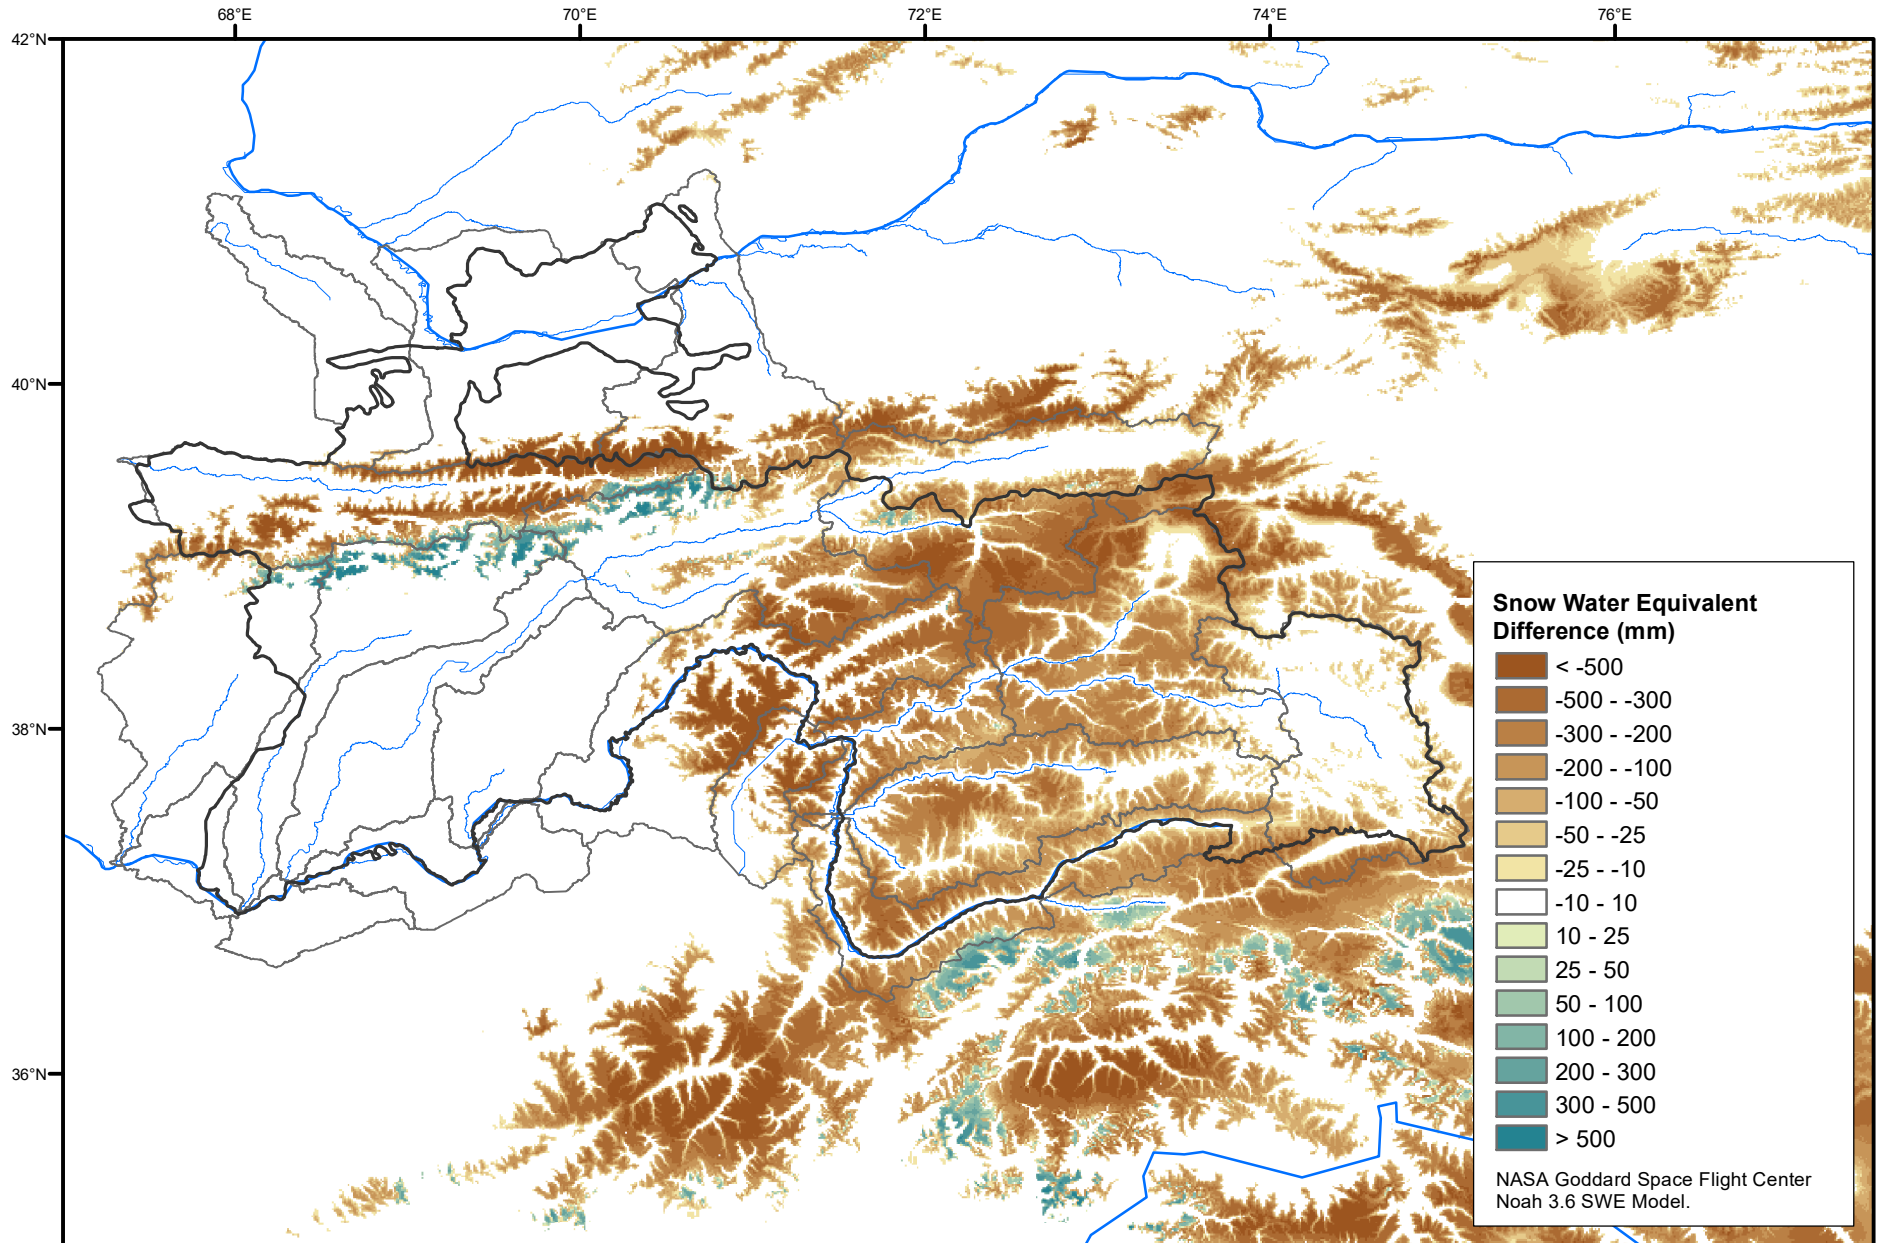 68°E
70°E
72°E
74°E
76°E
42°N
40°N
38°N
36°N
Snow Water Equivalent
Difference (mm)
< -500
-500 - -300
-300 - -200
-200 - -100
-100 - -50
-50 - -25
-25 - -10
-10 - 10
10 - 25
25 - 50
50 - 100
100 - 200
200 - 300
300 - 500
> 500
NASA Goddard Space Flight Center
Noah 3.6 SWE Model.